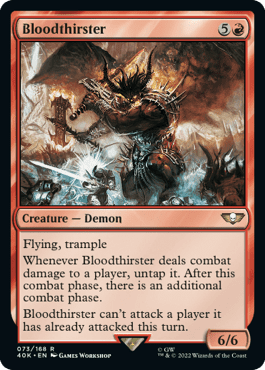 Bloodthirster 5
Creature — Demon
Flying, trample
Whenever Bloodthirster deals combat
damage to a player, untap it. After this
combat phase, there is an additional
combat phase.
Bloodthirster can't attack a player it
has already attacked this turn.
6/6
073/168 R
40K • EN Games Workshop
© GW
™ & © 2022 Wizards of the Coast